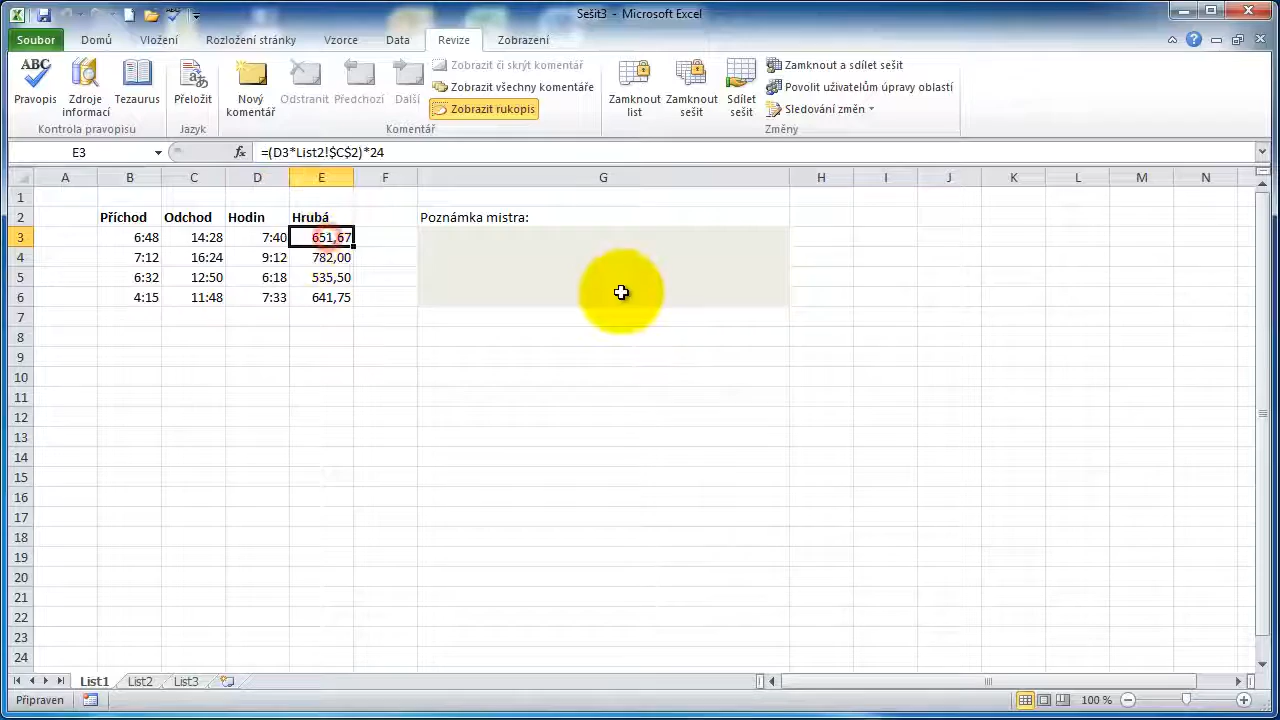 Sešit3 - Microsoft Excel
Soubor Domů Vložení Rozložení stránky Vzorce Data Revize Zobrazení
ABC
Pravopis Zdroje informací Tezaurus Přeložit Nový komentář Odstranit Předchozí Další
Zobrazit či skrýt komentář
Zobrazit všechny komentáře
Zobrazit rukopis
Zamknout list Zamknout sešit Sdílet sešit
Zamknout a sdílet sešit
Povolit uživatelům úpravy oblastí
Sledování změn
Kontrola pravopisu Jazyk Komentář Změny
E3 fx =(D3*List2!$C$2)*24
A B C D E F G H I J K L M N
1
2 Příchod Odchod Hodin Hrubá Poznámka mistra:
3 6:48 14:28 7:40 651,67
4 7:12 16:24 9:12 782,00
5 6:32 12:50 6:18 535,50
6 4:15 11:48 7:33 641,75
7
8
9
10
11
12
13
14
15
16
17
18
19
20
21
22
23
24
List1 List2 List3
Připraven 100 %